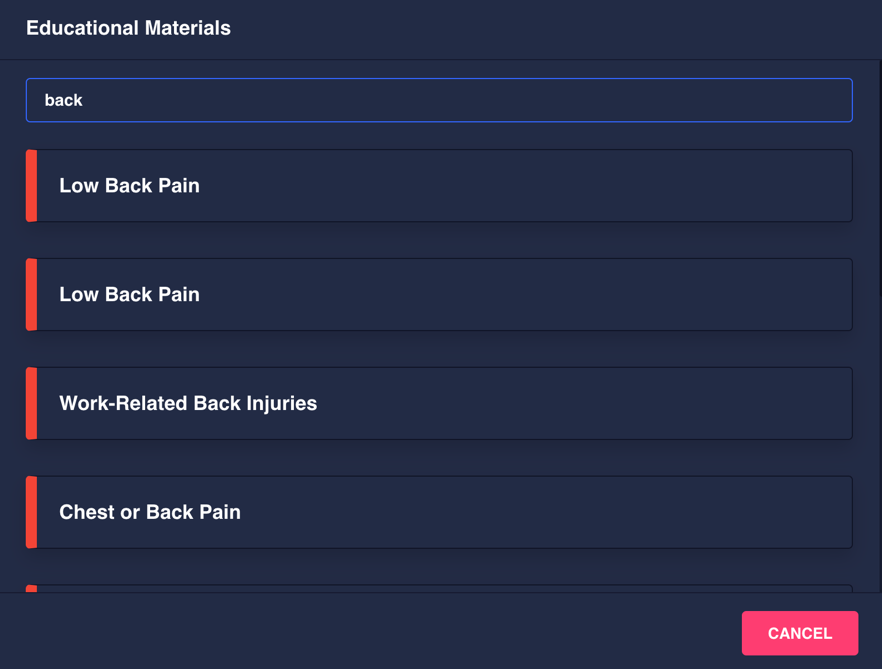 Educational Materials
back
Low Back Pain
Low Back Pain
Work-Related Back Injuries
Chest or Back Pain
CANCEL